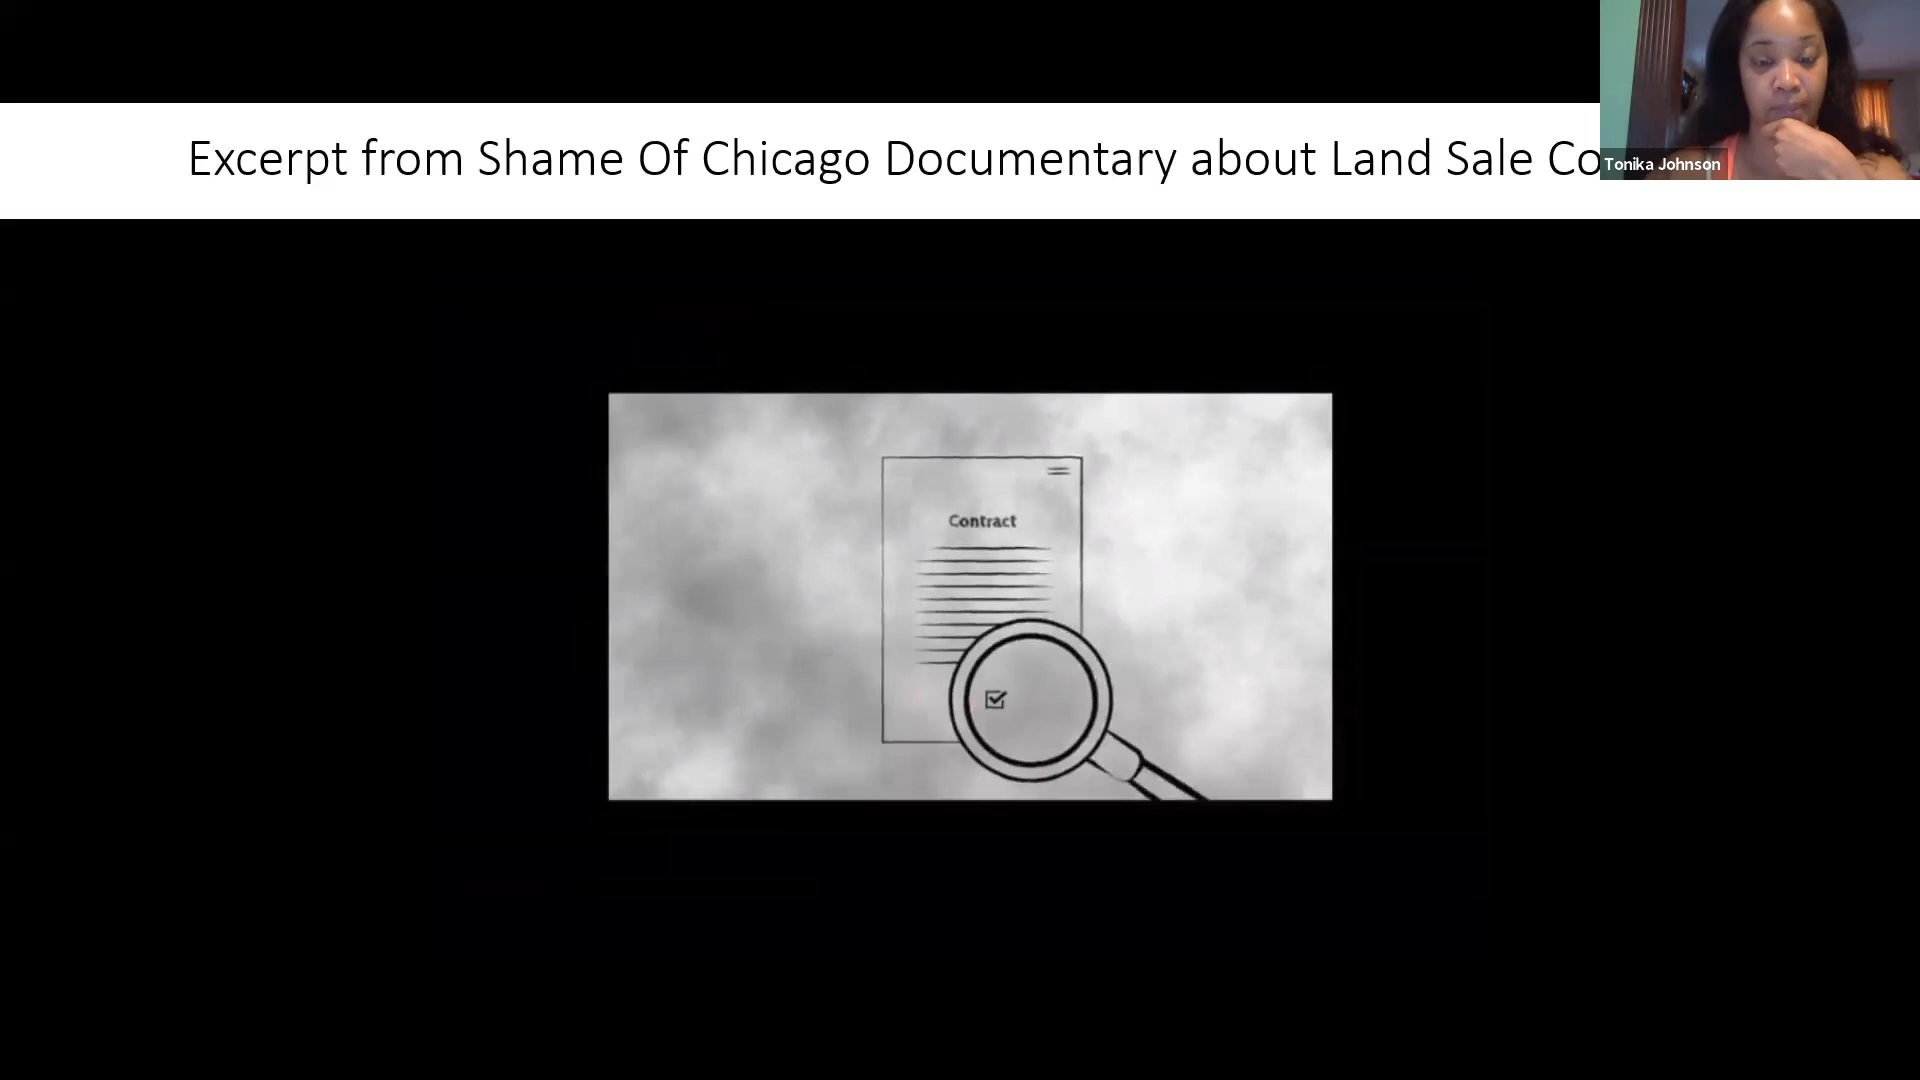 Excerpt from Shame Of Chicago Documentary about Land Sale Co
Tonika Johnson
Contract